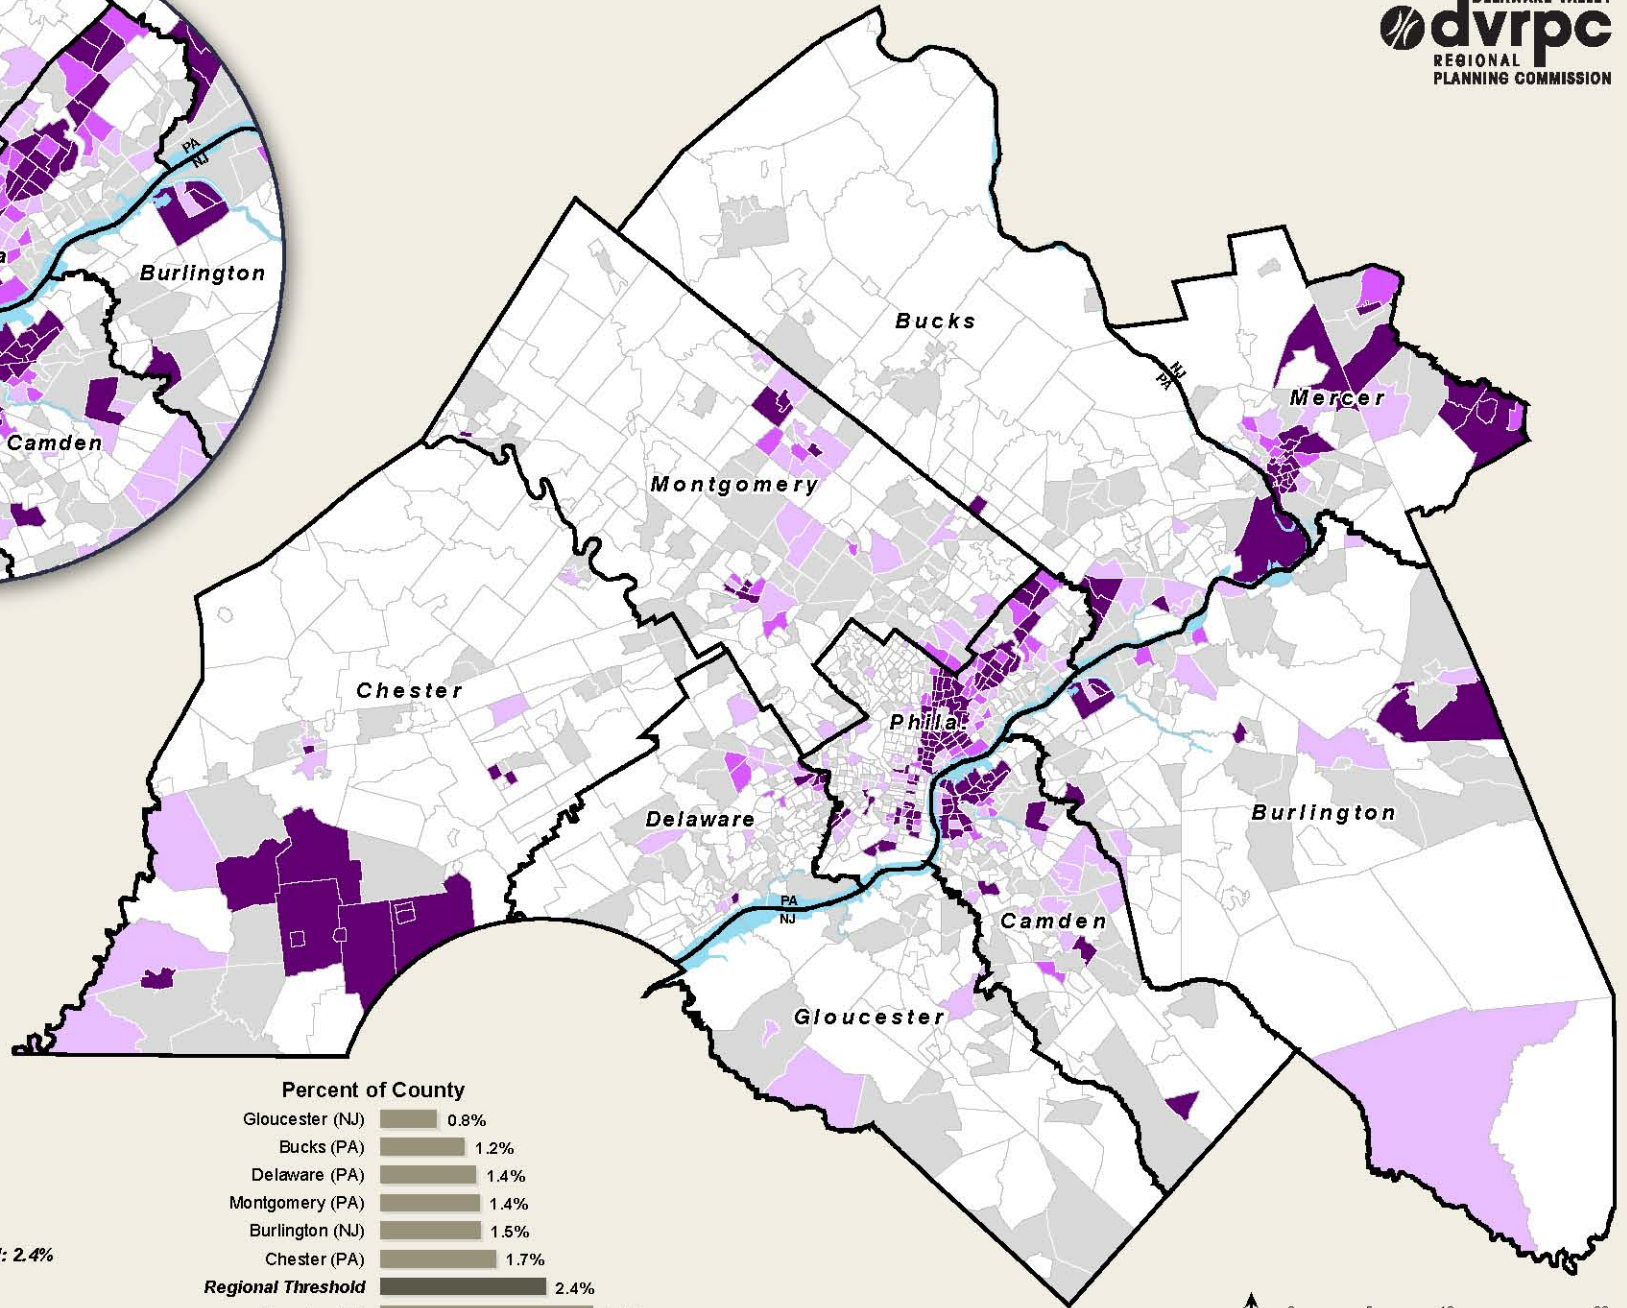 DELAWARE VALLEY
dvrpc
REGIONAL
PLANNING COMMISSION
PA
NJ
Burlington
Camden
Bucks
NJ
PA
Mercer
Montgomery
Chester
Phila.
Delaware
Burlington
PA
NJ
Camden
Gloucester
Percent of County
Gloucester (NJ) 0.8%
Bucks (PA) 1.2%
Delaware (PA) 1.4%
Montgomery (PA) 1.4%
Burlington (NJ) 1.5%
Chester (PA) 1.7%
: 2.4%
Regional Threshold 2.4%